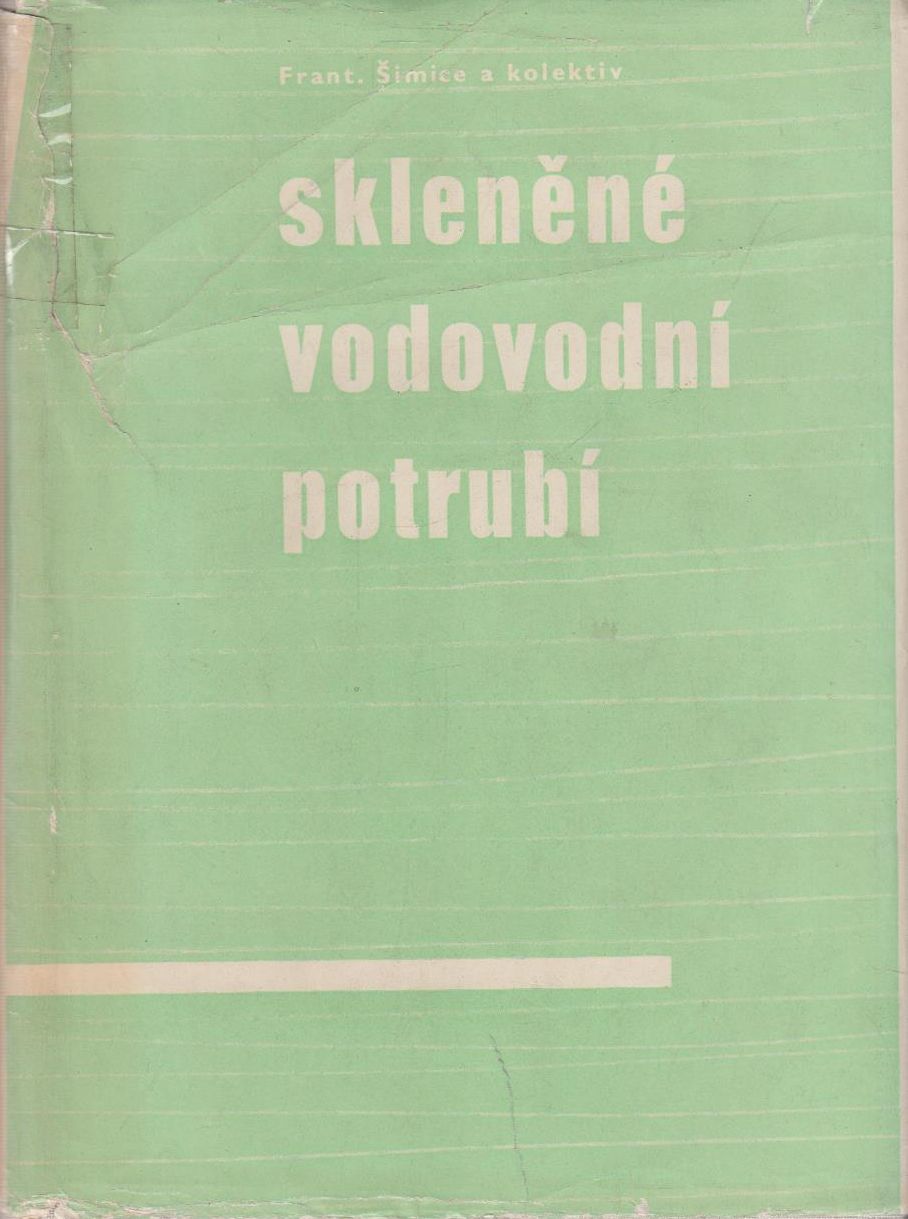 Frant. Šimice a kolektiv
skleněné
vodovodní
potrubí